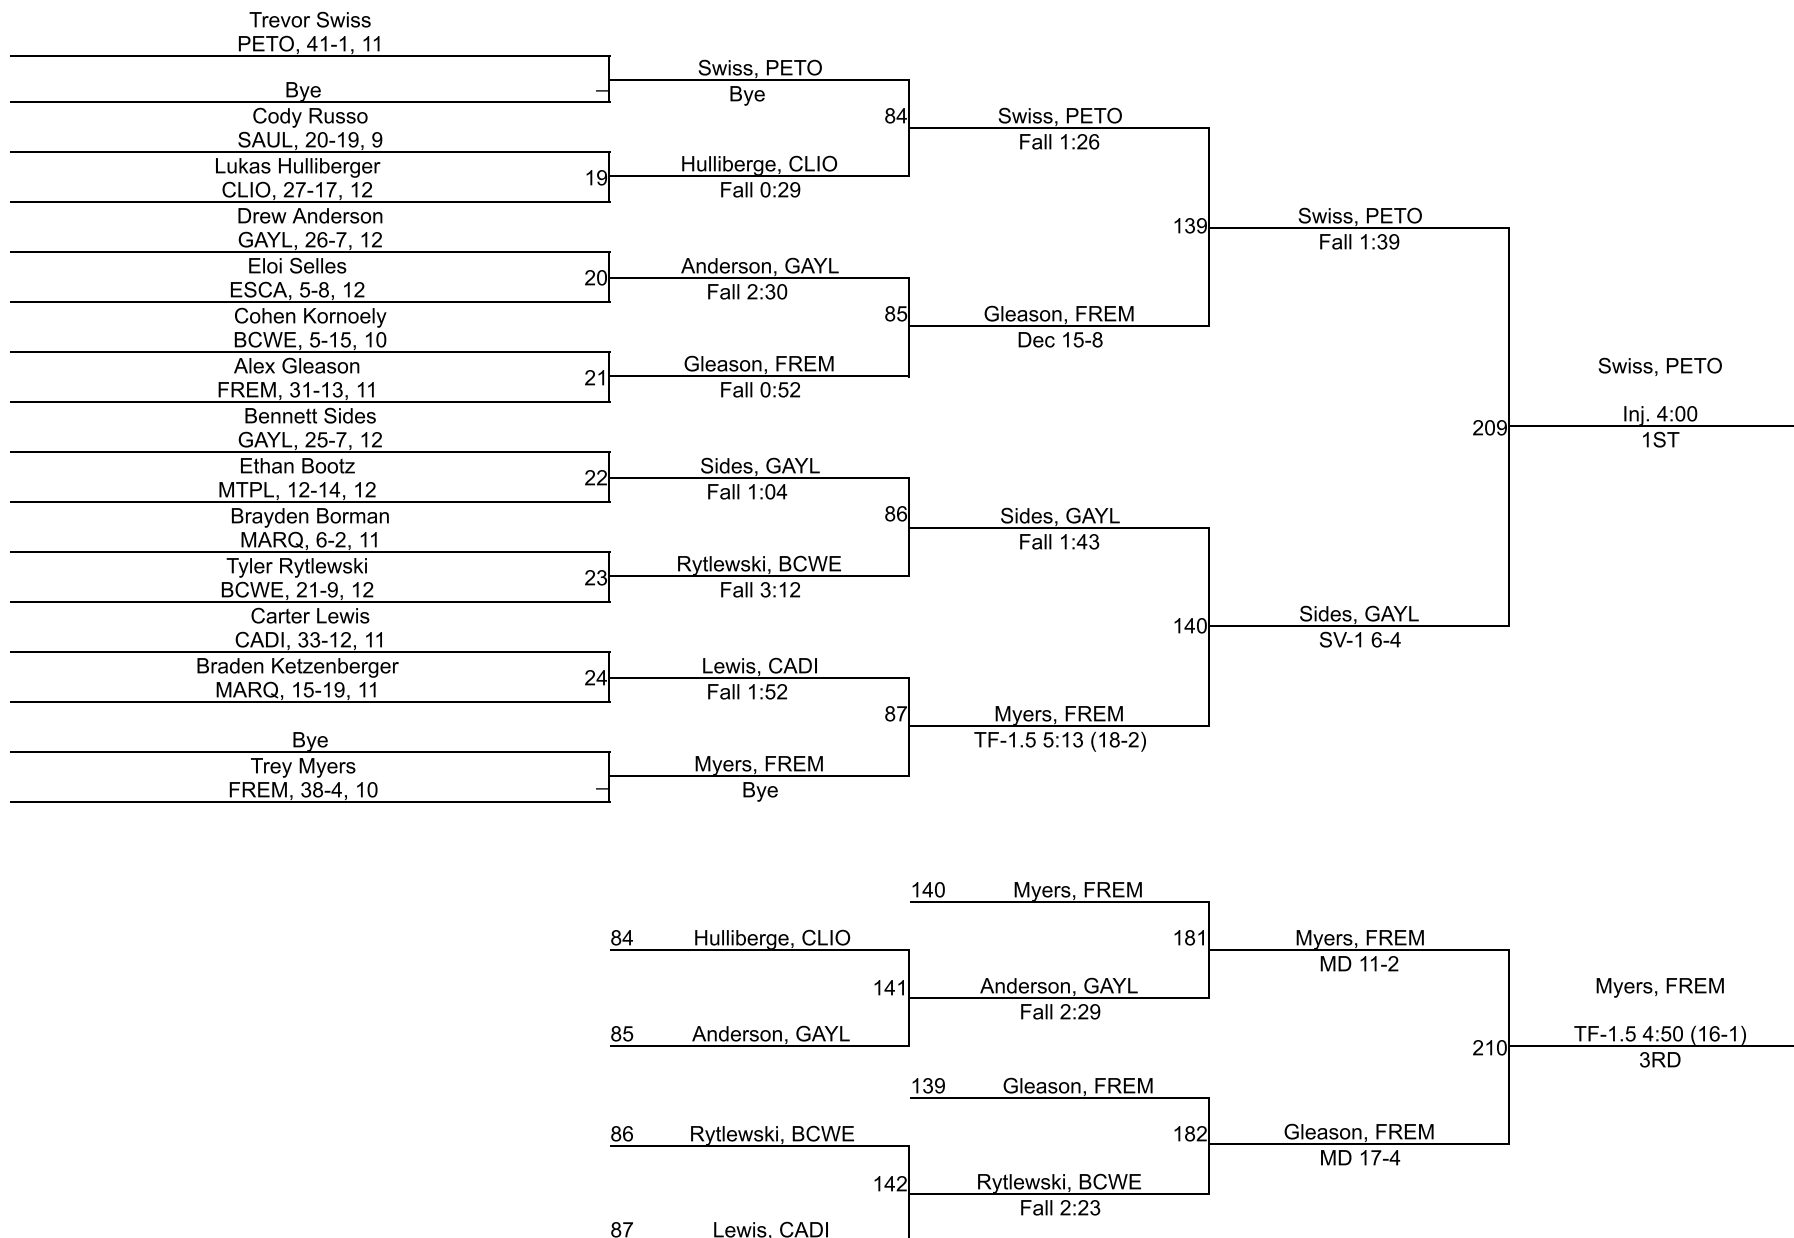 Trevor Swiss
PETO, 41-1, 11
Bye
Cody Russo
SAUL, 20-19, 9
Lukas Hulliberger
CLIO, 27-17, 12
Drew Anderson
GAYL, 26-7, 12
Eloi Selles
ESCA, 5-8, 12
Cohen Kornoely
BCWE, 5-15, 10
Alex Gleason
FREM, 31-13, 11
Bennett Sides
GAYL, 25-7, 12
Ethan Bootz
MTPL, 12-14, 12
Brayden Borman
MARQ, 6-2, 11
Tyler Rytlewski
BCWE, 21-9, 12
Carter Lewis
CADI, 33-12, 11
Braden Ketzenberger
MARQ, 15-19, 11
Bye
Trey Myers
FREM, 38-4, 10
19
20
21
22
23
24
Swiss, PETO
Bye
Hulliberge, CLIO
Fall 0:29
Anderson, GAYL
Fall 2:30
Gleason, FREM
Fall 0:52
Sides, GAYL
Fall 1:04
Rytlewski, BCWE
Fall 3:12
Lewis, CADI
Fall 1:52
Myers, FREM
Bye
84
85
86
87
Swiss, PETO
Fall 1:26
Gleason, FREM
Dec 15-8
Sides, GAYL
Fall 1:43
Myers, FREM
TF-1.5 5:13 (18-2)
139
140
Swiss, PETO
Fall 1:39
Sides, GAYL
SV-1 6-4
209
Swiss, PETO
Inj. 4:00
1ST
84 Hulliberge, CLIO
85 Anderson, GAYL
86 Rytlewski, BCWE
87 Lewis, CADI
141
142
140 Myers, FREM
Anderson, GAYL
Fall 2:29
139 Gleason, FREM
Rytlewski, BCWE
Fall 2:23
181
182
Myers, FREM
MD 11-2
Gleason, FREM
MD 17-4
210
Myers, FREM
TF-1.5 4:50 (16-1)
3RD